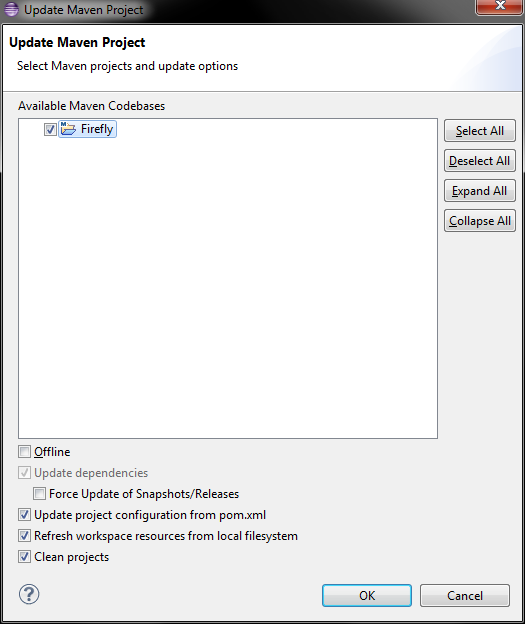 Update Maven Project
Update Maven Project
Select Maven projects and update options
Available Maven Codebases
Firefly
Select All
Deselect All
Expand All
Collapse All
Offline
Update dependencies
Force Update of Snapshots/Releases
Update project configuration from pom.xml
Refresh workspace resources from local filesystem
Clean projects
OK
Cancel